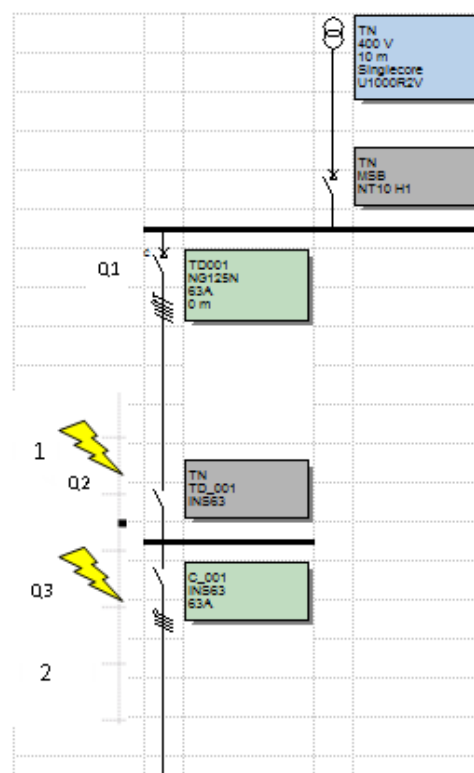 TN
400 V
10 m
Singlecore
U1000R2V
TN
MSB
NT10 H1
c
Q1
TD001
NG125N
63A
0 m
1
Q2
TN
TD_001
INS63
Q3
C_001
INS63
63A
2